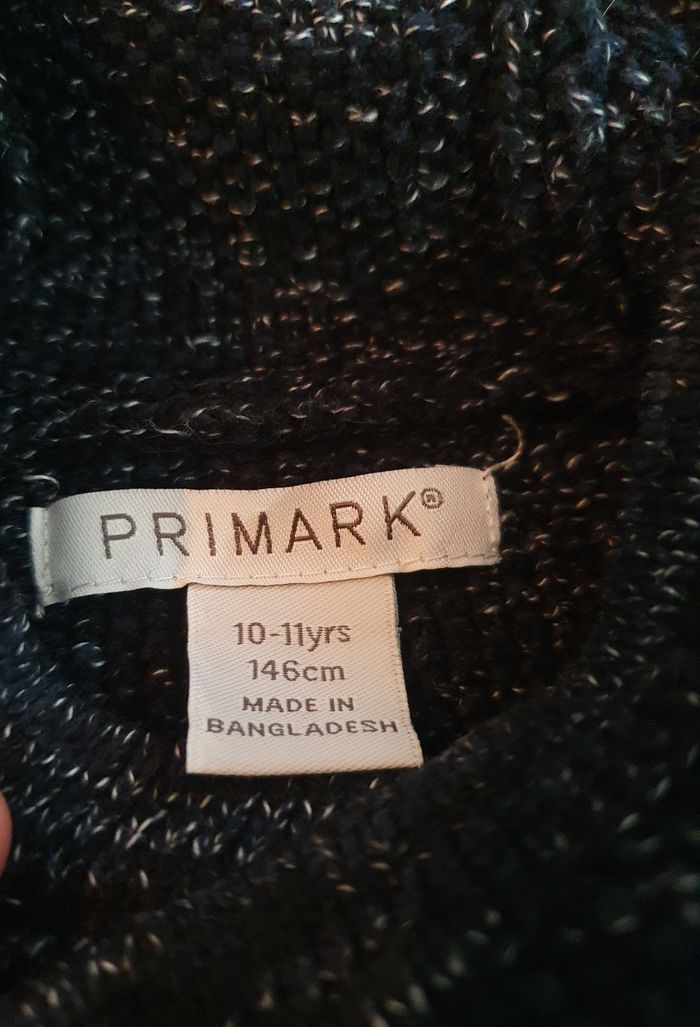 PRIMARK®
10-11yrs
146cm
MADE IN
BANGLADESH